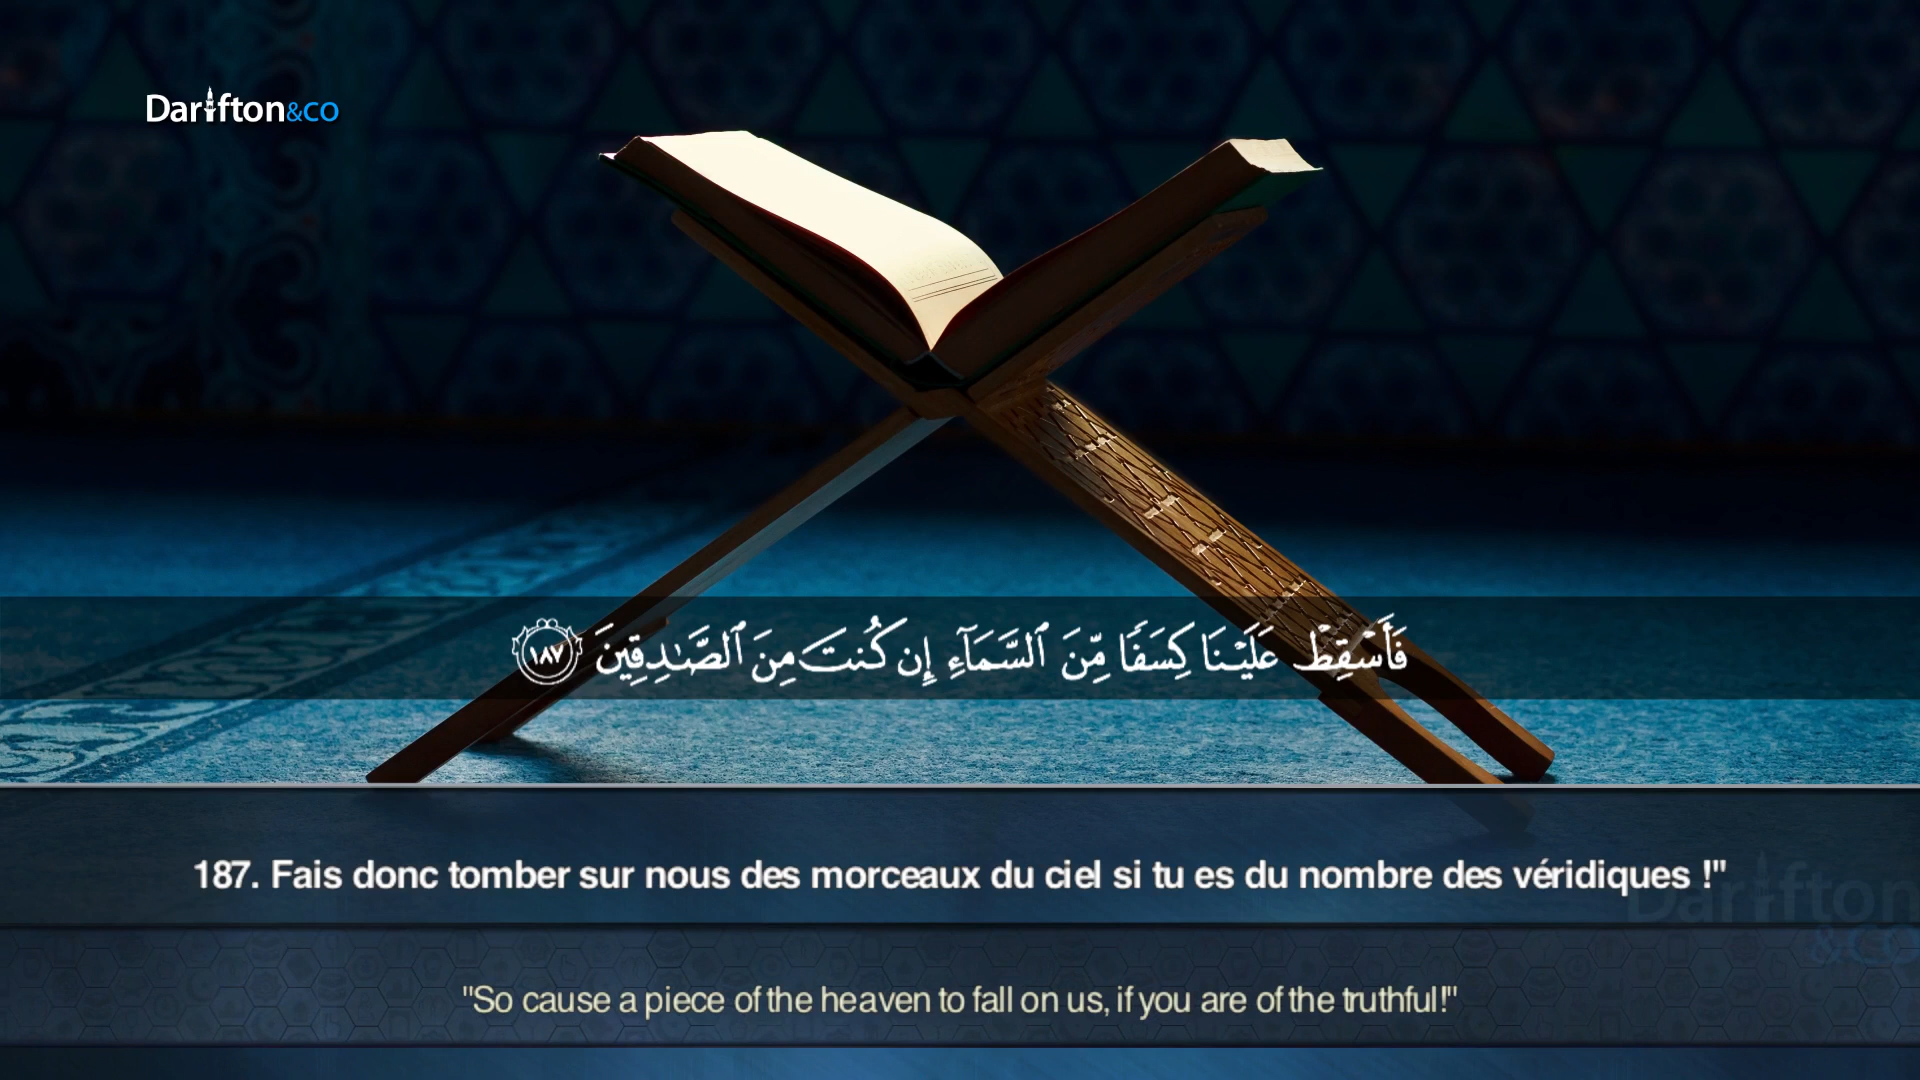 Darifton&co
فَأَسْقِطْ عَلَيْنَا كِسَفًا مِّنَ ٱلسَّمَآءِ إِن كُنتَ مِنَ ٱلصَّـٰدِقِينَ ١٨٧
187. Fais donc tomber sur nous des morceaux du ciel si tu es du nombre des véridiques !"
Darifton
&co
"So cause a piece of the heaven to fall on us, if you are of the truthful!"